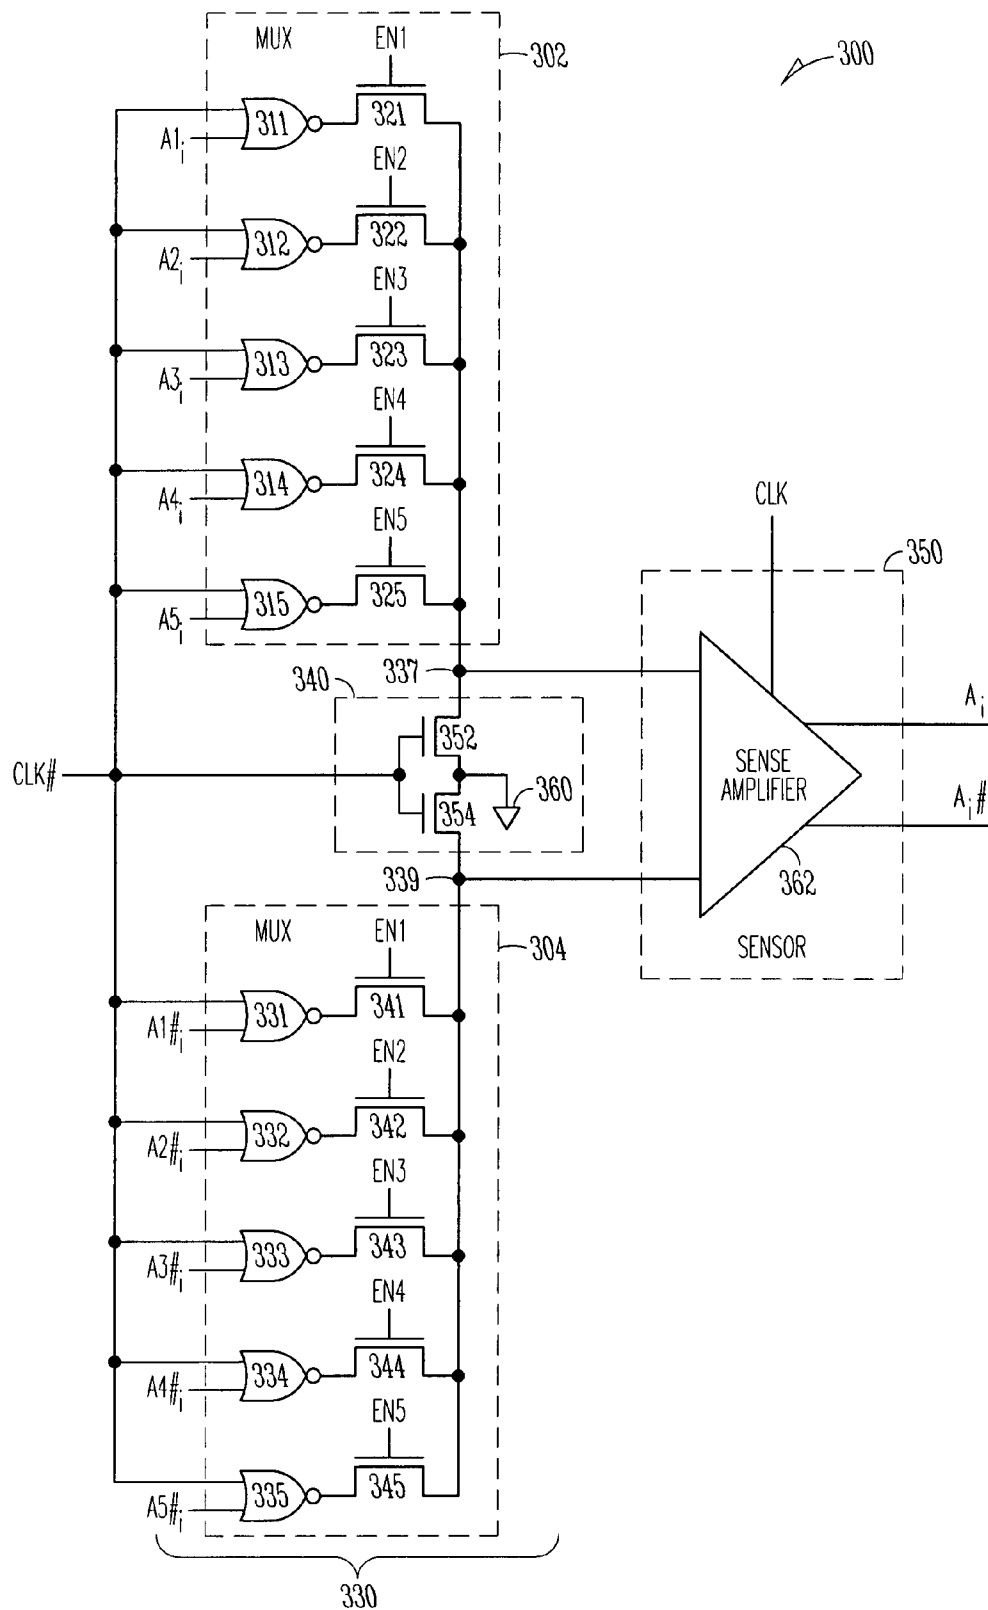 300
MUX
EN1
302
311
321
A1i
EN2
312
322
A2i
EN3
313
323
A3i
EN4
314
324
A4i
EN5
315
325
A5i
CLK
350
337
340
352
CLK#
360
354
SENSE
AMPLIFIER
Ai
Ai#
362
339
SENSOR
MUX
EN1
304
331
341
A1#i
EN2
332
342
A2#i
EN3
333
343
A3#i
EN4
334
344
A4#i
EN5
335
345
A5#i
330